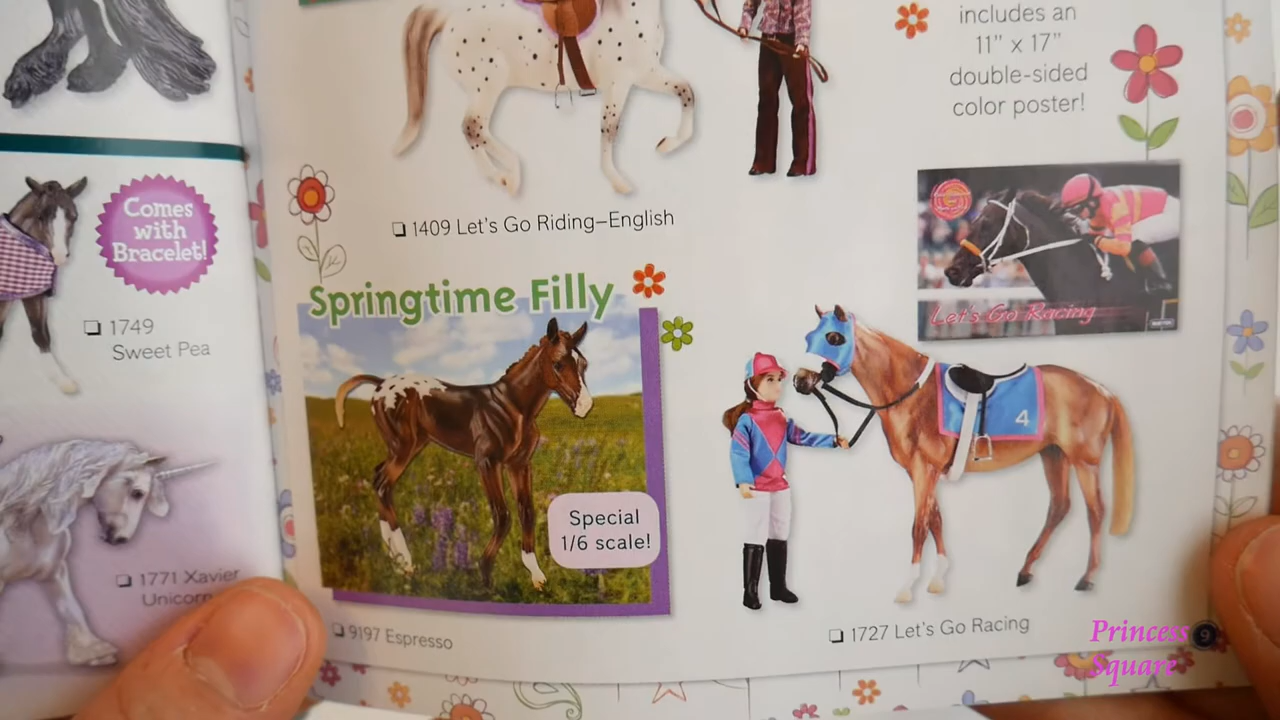 Comes
with
Bracelet!
1749
Sweet Pea
1771 Xavier
Unicorn
includes an
11" x 17"
double-sided
color poster!
1409 Let's Go Riding–English
Springtime Filly
Special
1/6 scale!
9197 Espresso
Let's Go Racing
4
1727 Let's Go Racing
Princess
Square
9